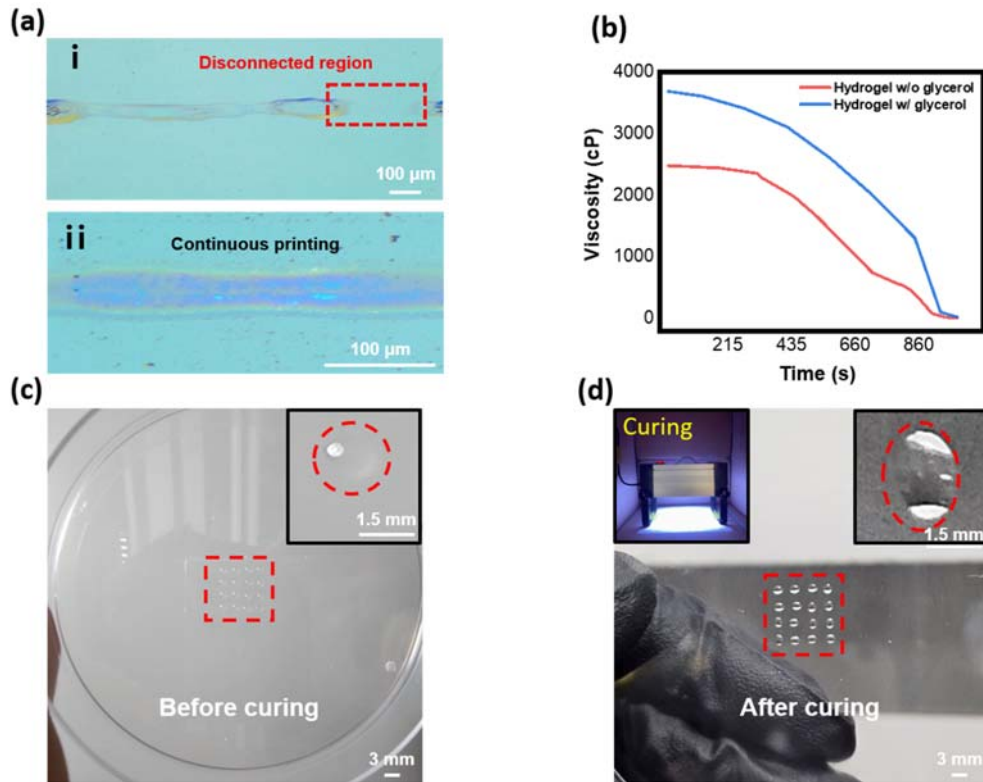 (a)
i
Disconnected region
100 µm
ii
Continuous printing
100 µm
(b)
4000
3000
2000
1000
0
Viscosity (cP)
Hydrogel w/o glycerol
Hydrogel w/ glycerol
215 435 660 860
Time (s)
(c)
1.5 mm
Before curing
3 mm
(d)
Curing
1.5 mm
After curing
3 mm